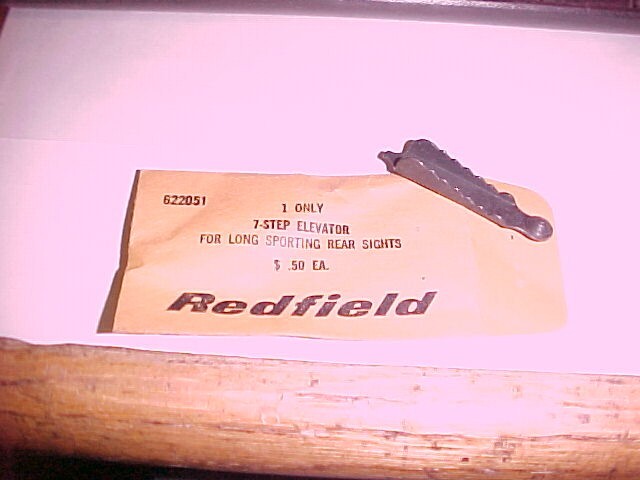 622051
1 ONLY
7-STEP ELEVATOR
FOR LONG SPORTING REAR SIGHTS
$ .50 EA.
Redfield